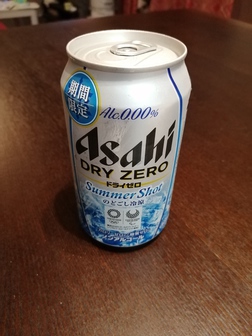 期間
限定
Alc.0.00%
Asahi
DRY ZERO
ドライゼロ
Summer Shot
のどごし冷涼